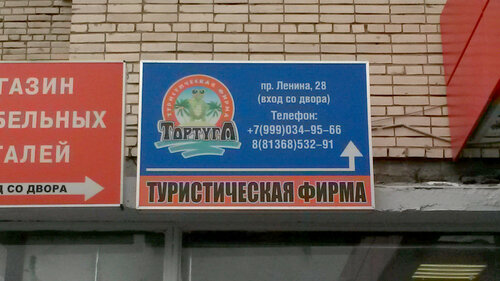 АГАЗИН
БЕЛЬНЫХ
ТАЛЕЙ
Д СО ДВОРА
ТУРИСТИЧЕСКАЯ ФИРМА
ТОРТУГА
пр. Ленина, 28
(вход со двора)
Телефон:
+7(999)034-95-66
8(81368)532-91
ТУРИСТИЧЕСКАЯ ФИРМА